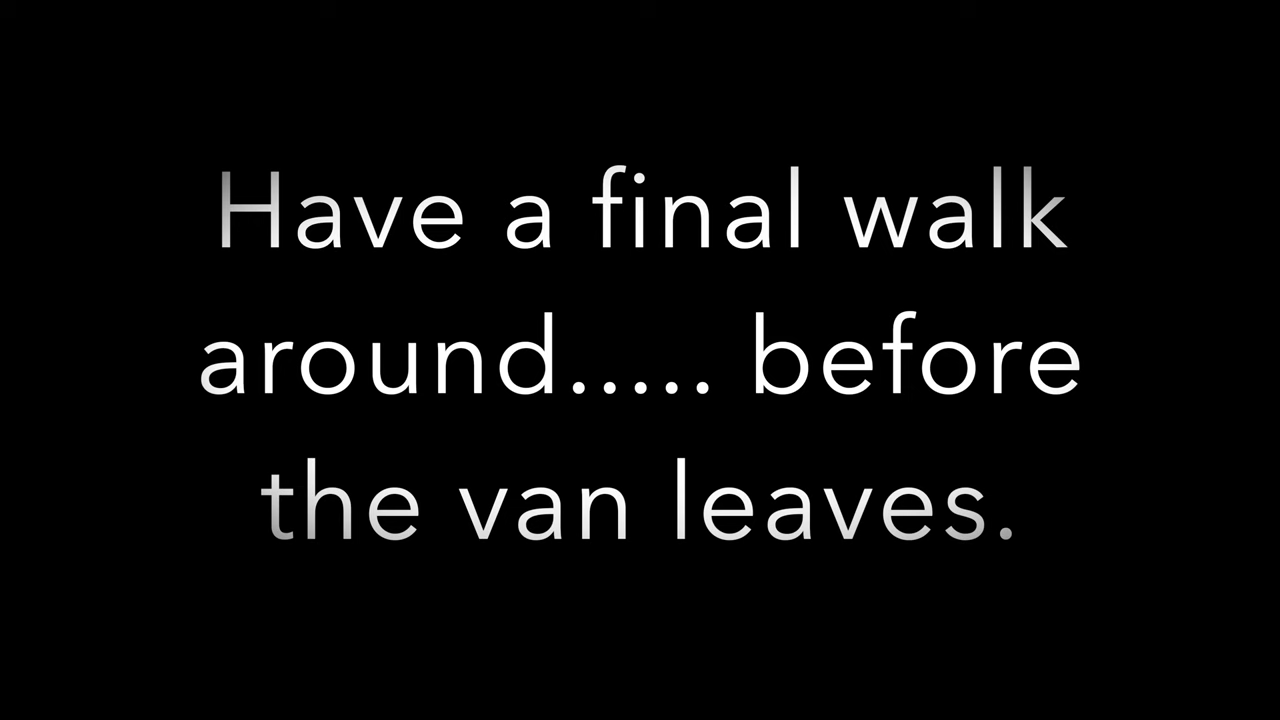 Have a final walk
around..... before
the van leaves.